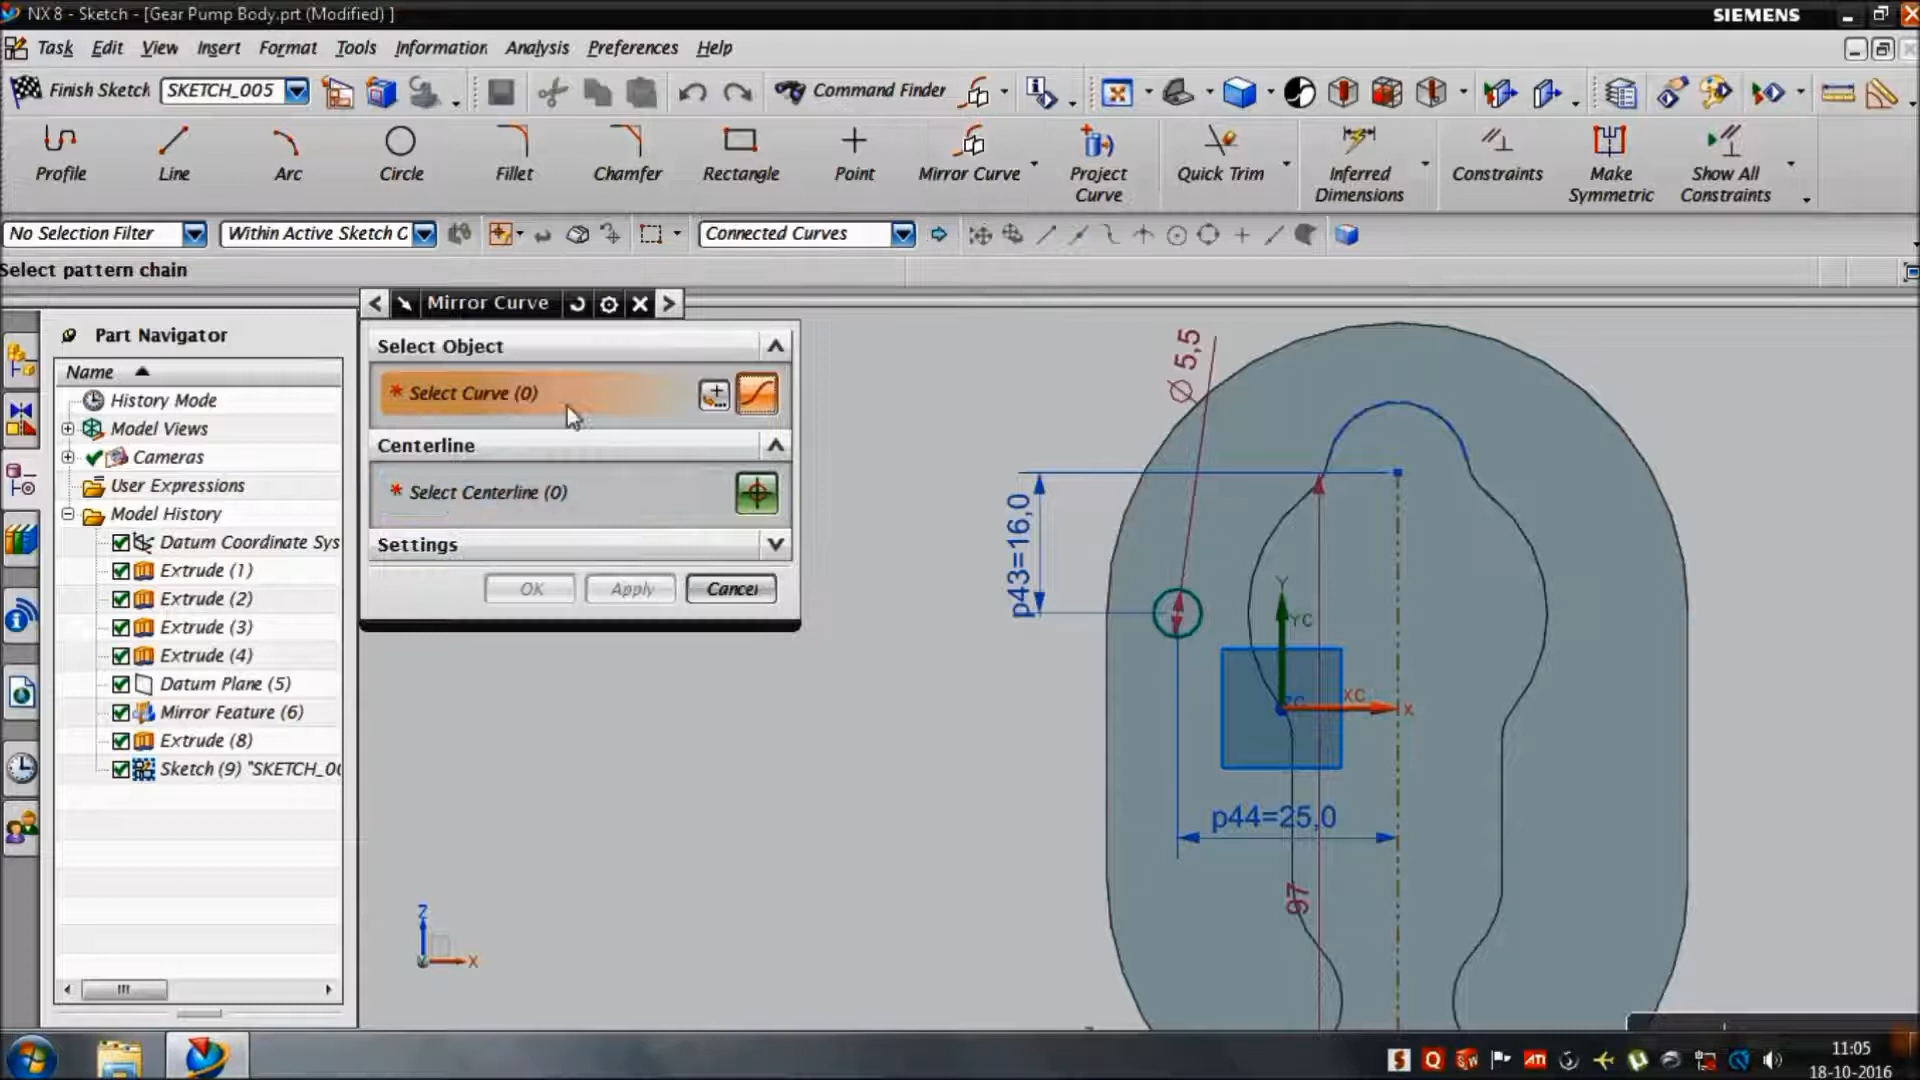 NX 8 - Sketch - [Gear Pump Body.prt (Modified) ]
SIEMENS
Task Edit View Insert Format Tools Information Analysis Preferences Help
Finish Sketch SKETCH_005 Command Finder
Profile Line Arc Circle Fillet Chamfer Rectangle Point Mirror Curve Project Curve Quick Trim Inferred Dimensions Constraints Make Symmetric Show All Constraints
No Selection Filter Within Active Sketch C Connected Curves
Select pattern chain
Mirror Curve
Select Object
* Select Curve (0)
Centerline
* Select Centerline (0)
Settings
OK Apply Cancel
Part Navigator
Name
History Mode
Model Views
Cameras
User Expressions
Model History
Datum Coordinate Sys
Extrude (1)
Extrude (2)
Extrude (3)
Extrude (4)
Datum Plane (5)
Mirror Feature (6)
Extrude (8)
Sketch (9) "SKETCH_00
Ø 5,5
p43=16,0
Y
YC
XC
X
ZC
p44=25,0
97
Z
X
Y
ATI
11:05
18-10-2016